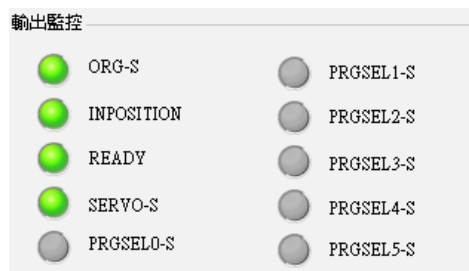 輸出監控
ORG-S
INPOSITION
READY
SERVO-S
PRGSEL0-S
PRGSEL1-S
PRGSEL2-S
PRGSEL3-S
PRGSEL4-S
PRGSEL5-S